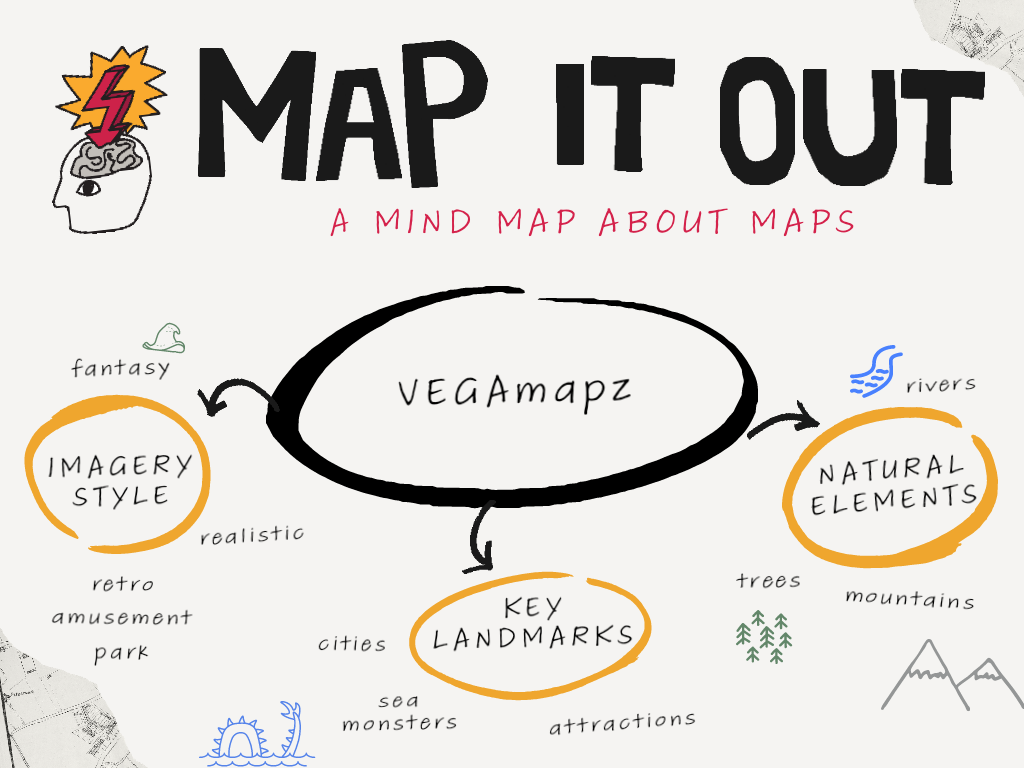 MAP IT OUT
A MIND MAP ABOUT MAPS
VEGAmapz
fantasy
IMAGERY
STYLE
realistic
retro
amusement
park
KEY
LANDMARKS
cities
sea
monsters
attractions
rivers
NATURAL
ELEMENTS
trees
mountains